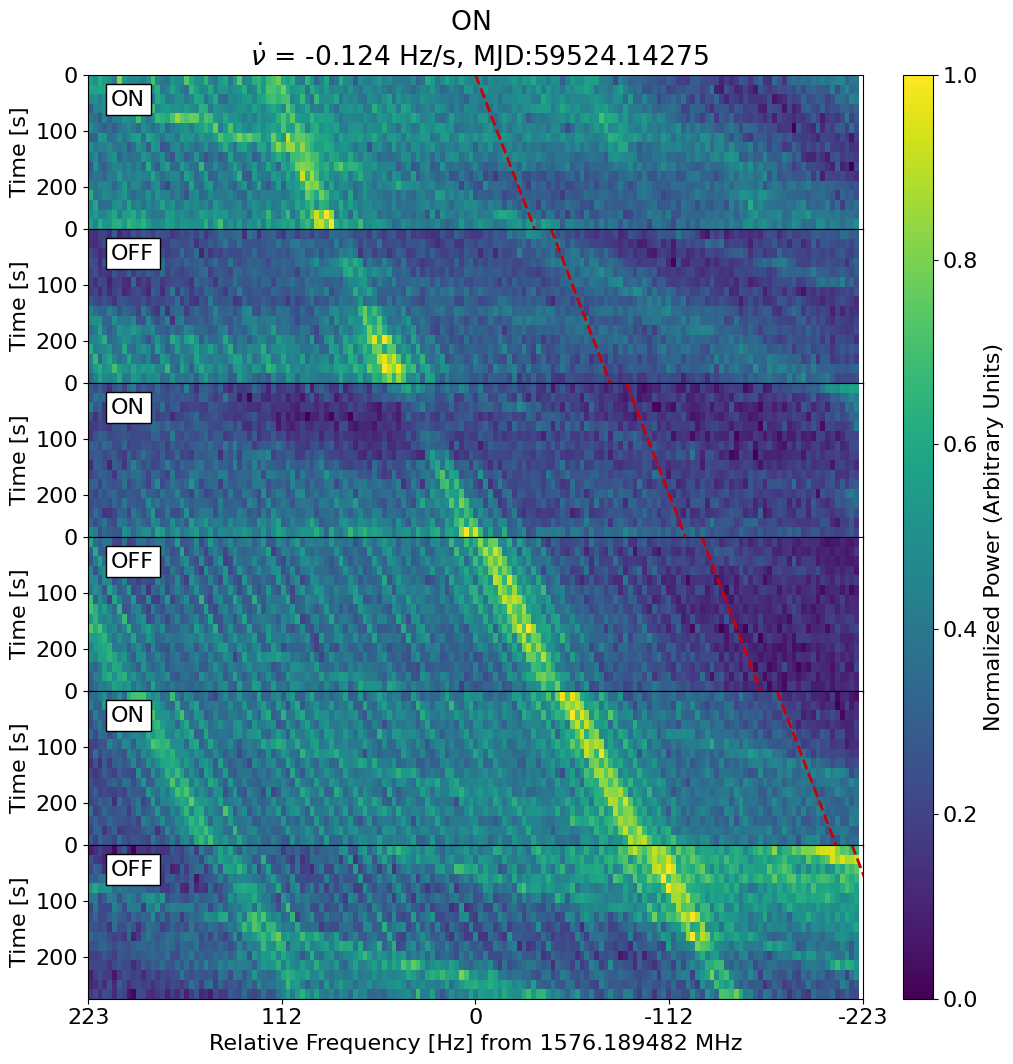 ON
ν̇ = -0.124 Hz/s, MJD:59524.14275
ON
OFF
ON
OFF
ON
OFF
Time [s]
0
100
200
Time [s]
0
100
200
Time [s]
0
100
200
Time [s]
0
100
200
Time [s]
0
100
200
Time [s]
0
100
200
223
112
0
-112
-223
Relative Frequency [Hz] from 1576.189482 MHz
1.0
0.8
0.6
0.4
0.2
0.0
Normalized Power (Arbitrary Units)